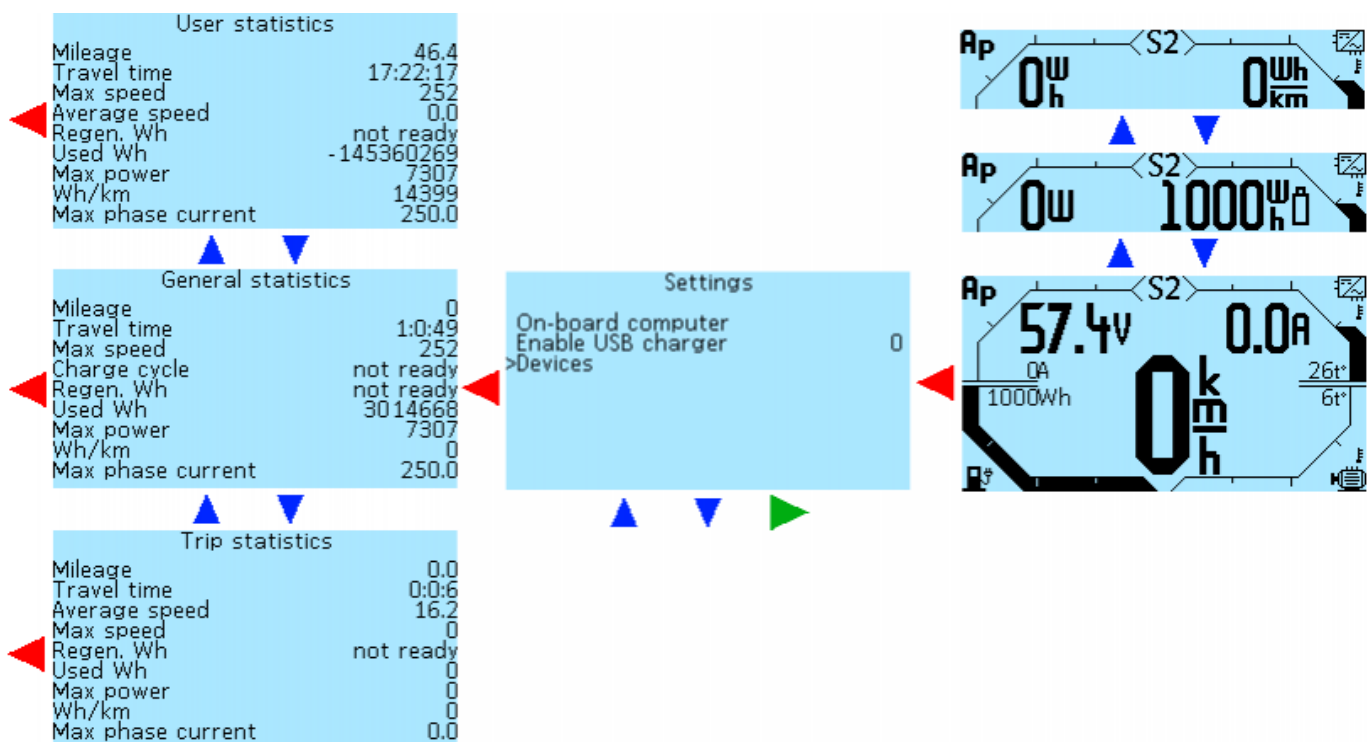 User statistics
Mileage 46.4
Travel time 17:22:17
Max speed 252
Average speed 0.0
Regen. Wh not ready
Used Wh -145360269
Max power 7307
Wh/km 14399
Max phase current 250.0
General statistics
Mileage 0
Travel time 1:0:49
Max speed 252
Charge cycle not ready
Regen. Wh not ready
Used Wh 3014668
Max power 7307
Wh/km 0
Max phase current 250.0
Trip statistics
Mileage 0.0
Travel time 0:0:6
Average speed 16.2
Max speed 0
Regen. Wh not ready
Used Wh 0
Max power 0
Wh/km 0
Max phase current 0.0
Settings
On-board computer
Enable USB charger 0
>Devices
Ap S2
0 W/h 0 Wh/km
Ap S2
0W 1000 W/h
Ap S2
57.4V 0.0A
0A 26t°
1000Wh 6t°
0 km/h